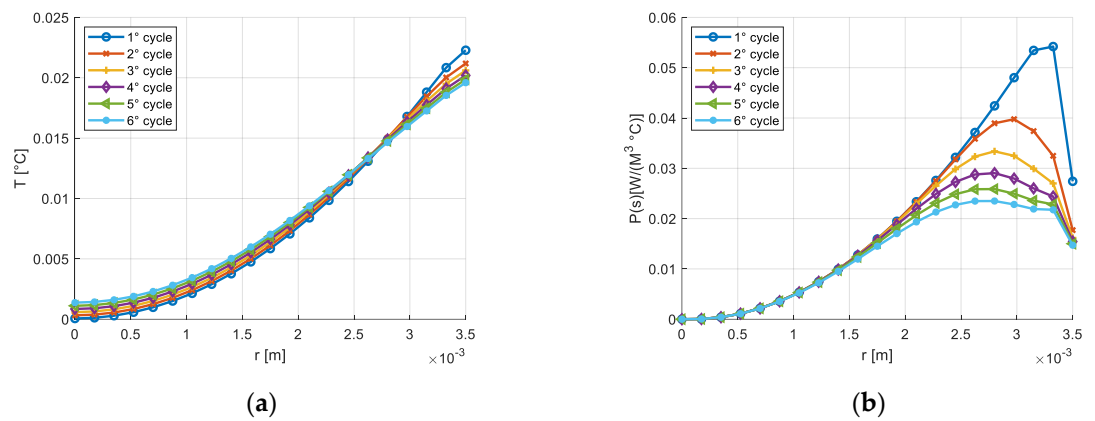 0.025
0.02
0.015
0.01
0.005
0
T [°C]
1° cycle
2° cycle
3° cycle
4° cycle
5° cycle
6° cycle
0 0.5 1 1.5 2 2.5 3 3.5
r [m] ×10⁻³
(a)
0.06
0.05
0.04
0.03
0.02
0.01
0
P(s)[W/(M³ °C)]
1° cycle
2° cycle
3° cycle
4° cycle
5° cycle
6° cycle
0 0.5 1 1.5 2 2.5 3 3.5
r [m] ×10⁻³
(b)